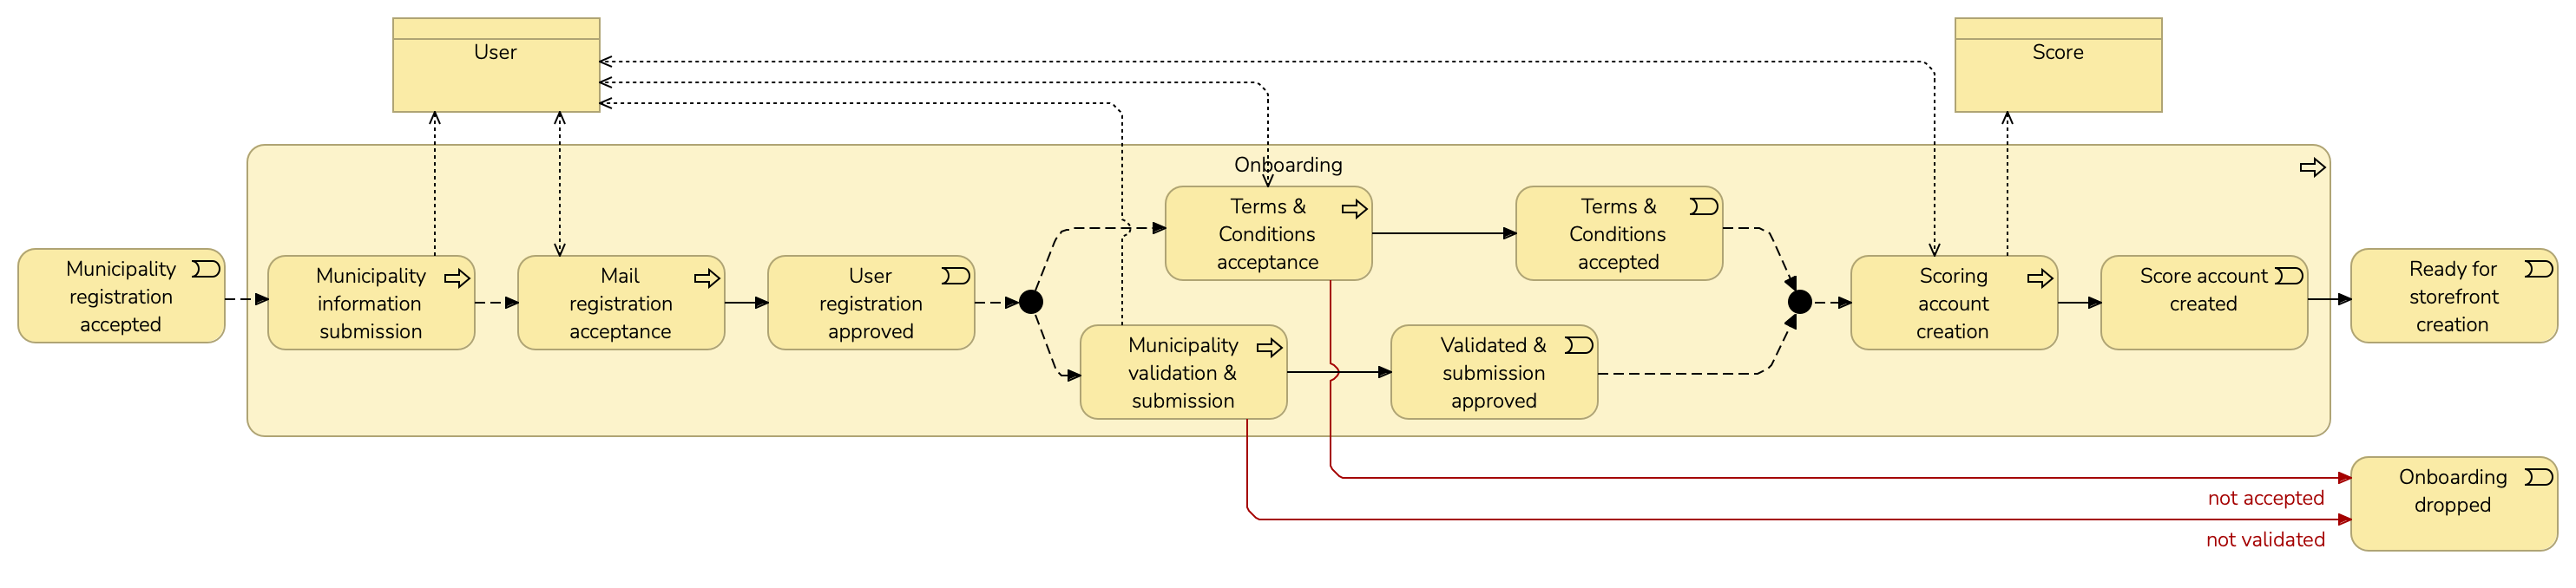 User
Score
Onboarding
Municipality
registration
accepted
Municipality
information
submission
Mail
registration
acceptance
User
registration
approved
Terms &
Conditions
acceptance
Terms &
Conditions
accepted
Municipality
validation &
submission
Validated &
submission
approved
Scoring
account
creation
Score account
created
Ready for
storefront
creation
not accepted
not validated
Onboarding
dropped